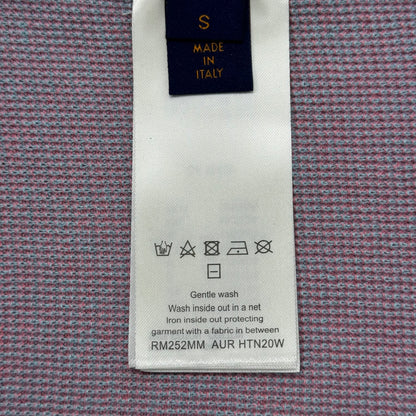 S
MADE
IN
ITALY
Gentle wash
Wash inside out in a net
Iron inside out protecting
garment with a fabric in between
RM252MM AUR HTN20W